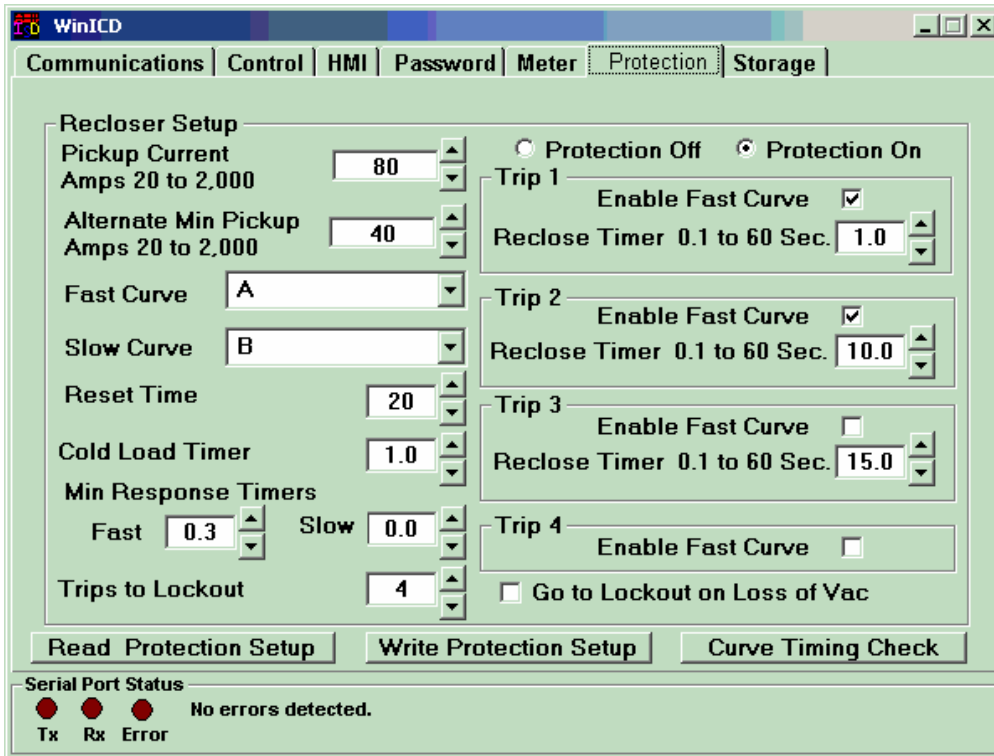 WinICD
Communications Control HMI Password Meter Protection Storage
Recloser Setup
Pickup Current
Amps 20 to 2,000
80
Alternate Min Pickup
Amps 20 to 2,000
40
Fast Curve A
Slow Curve B
Reset Time 20
Cold Load Timer 1.0
Min Response Timers
Fast 0.3 Slow 0.0
Trips to Lockout 4
Protection Off Protection On
Trip 1
Enable Fast Curve
Reclose Timer 0.1 to 60 Sec. 1.0
Trip 2
Enable Fast Curve
Reclose Timer 0.1 to 60 Sec. 10.0
Trip 3
Enable Fast Curve
Reclose Timer 0.1 to 60 Sec. 15.0
Trip 4
Enable Fast Curve
Go to Lockout on Loss of Vac
Read Protection Setup Write Protection Setup Curve Timing Check
Serial Port Status
No errors detected.
Tx Rx Error